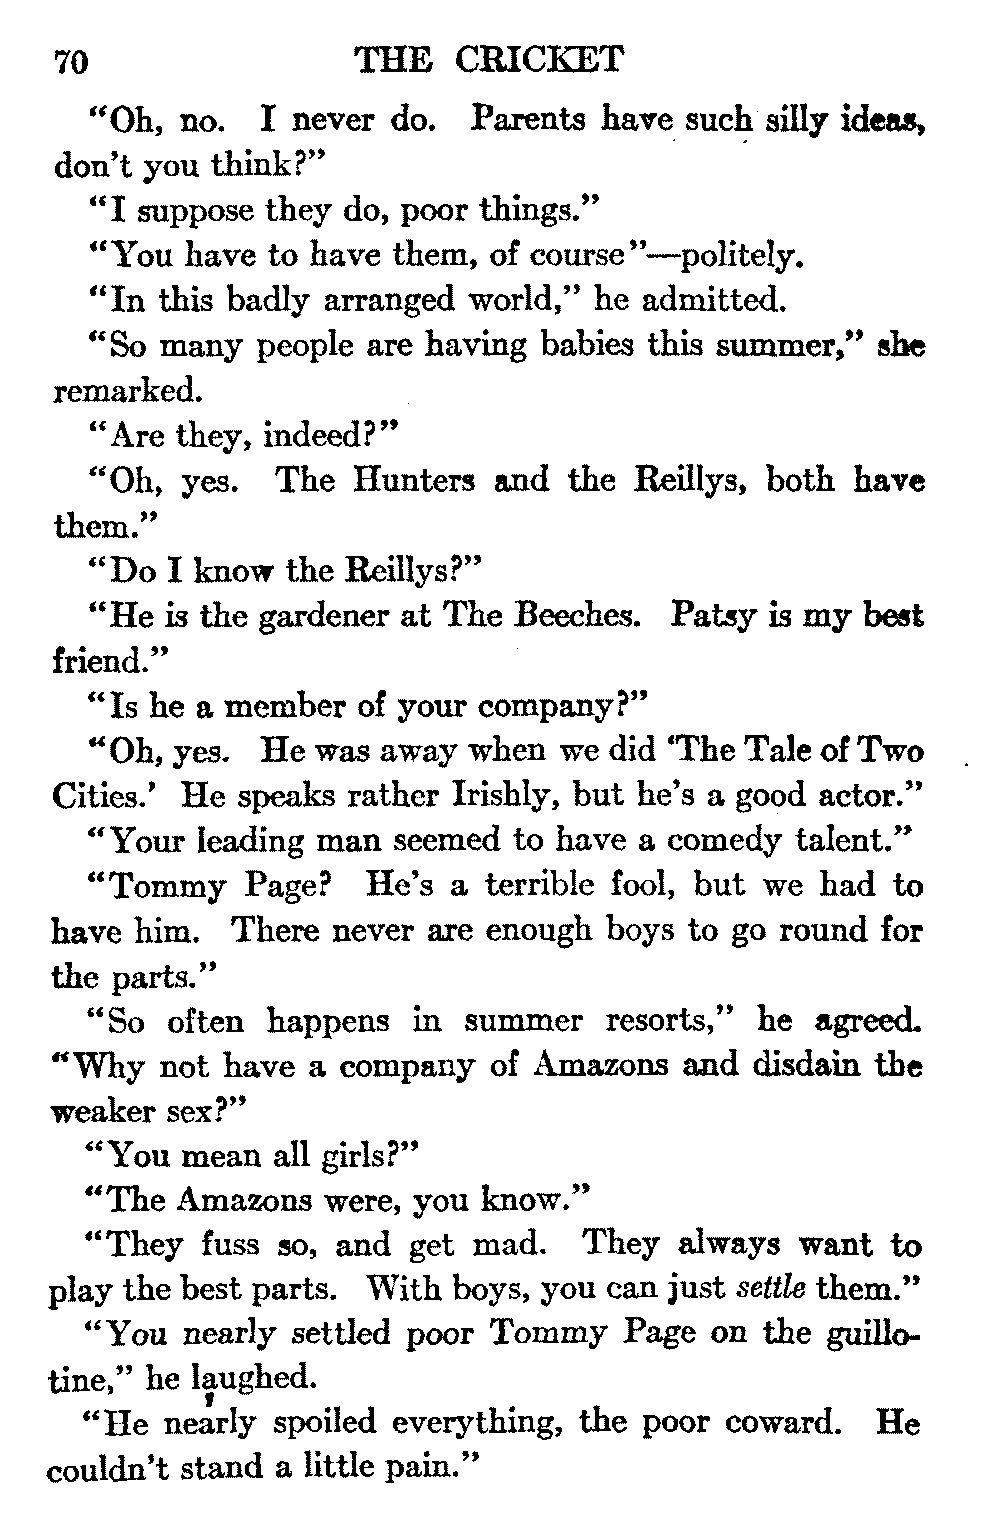 70 THE CRICKET
“Oh, no. I never do. Parents have such silly ideas,
don't you think?”
“I suppose they do, poor things.”
“You have to have them, of course”—politely.
“In this badly arranged world,” he admitted.
“So many people are having babies this summer,” she
remarked.
“Are they, indeed?”
“Oh, yes. The Hunters and the Reillys, both have
them.”
“Do I know the Reillys?”
“He is the gardener at The Beeches. Patsy is my best
friend.”
“Is he a member of your company?”
“Oh, yes. He was away when we did ‘The Tale of Two
Cities.’ He speaks rather Irishly, but he's a good actor.”
“Your leading man seemed to have a comedy talent.”
“Tommy Page? He's a terrible fool, but we had to
have him. There never are enough boys to go round for
the parts.”
“So often happens in summer resorts,” he agreed.
“Why not have a company of Amazons and disdain the
weaker sex?”
“You mean all girls?”
“The Amazons were, you know.”
“They fuss so, and get mad. They always want to
play the best parts. With boys, you can just settle them.”
“You nearly settled poor Tommy Page on the guillo-
tine,” he laughed.
“He nearly spoiled everything, the poor coward. He
couldn't stand a little pain.”